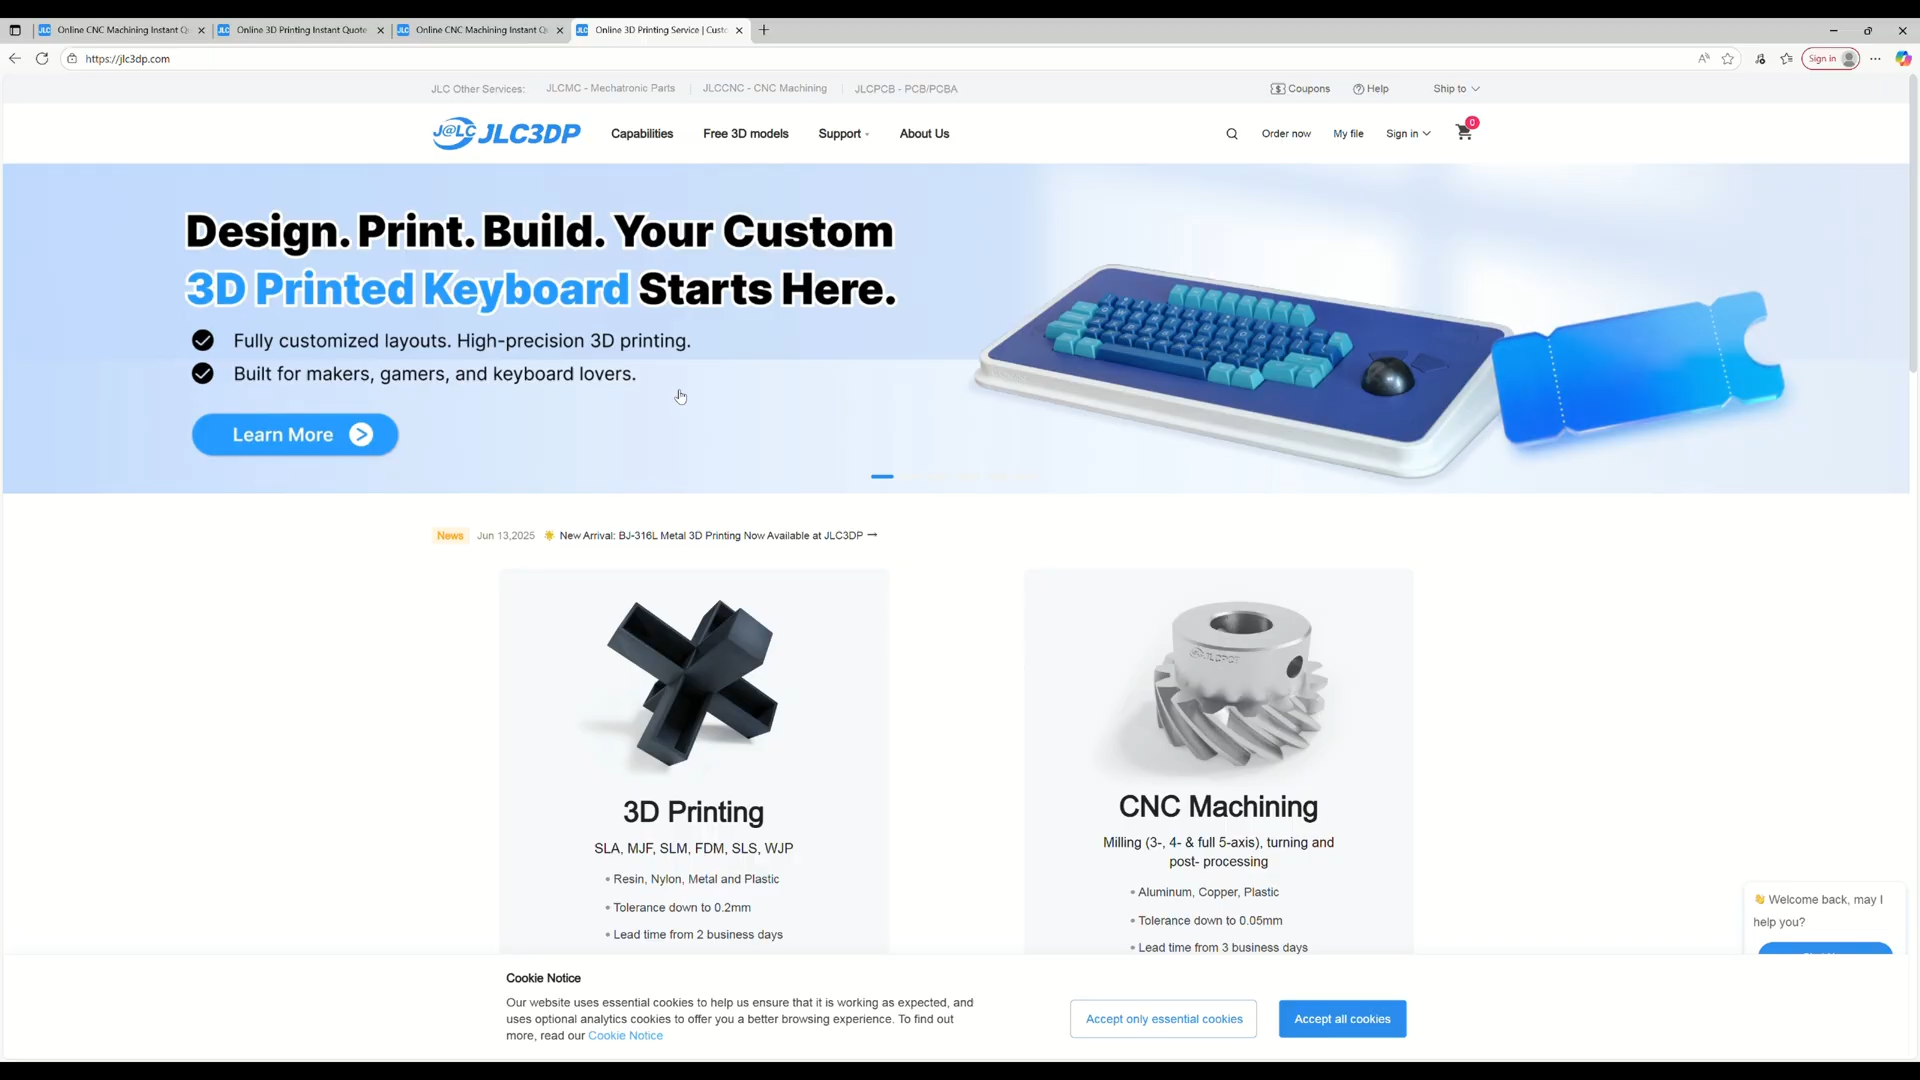 Online CNC Machining Instant Q
Online 3D Printing Instant Quote
Online CNC Machining Instant Q
Online 3D Printing Service | Cust
https://jlc3dp.com
Sign in
JLC Other Services:
JLCMC - Mechatronic Parts
JLCCNC - CNC Machining
JLCPCB - PCB/PCBA
Coupons
Help
Ship to
J@LC JLC3DP
Capabilities
Free 3D models
Support
About Us
Order now
My file
Sign in
0
Design. Print. Build. Your Custom
3D Printed Keyboard Starts Here.
Fully customized layouts. High-precision 3D printing.
Built for makers, gamers, and keyboard lovers.
Learn More
News Jun 13,2025 New Arrival: BJ-316L Metal 3D Printing Now Available at JLC3DP →
3D Printing
SLA, MJF, SLM, FDM, SLS, WJP
• Resin, Nylon, Metal and Plastic
• Tolerance down to 0.2mm
• Lead time from 2 business days
CNC Machining
Milling (3-, 4- & full 5-axis), turning and
post- processing
• Aluminum, Copper, Plastic
• Tolerance down to 0.05mm
• Lead time from 3 business days
👋 Welcome back, may I
help you?
Cookie Notice
Our website uses essential cookies to help us ensure that it is working as expected, and
uses optional analytics cookies to offer you a better browsing experience. To find out
more, read our Cookie Notice
Accept only essential cookies
Accept all cookies